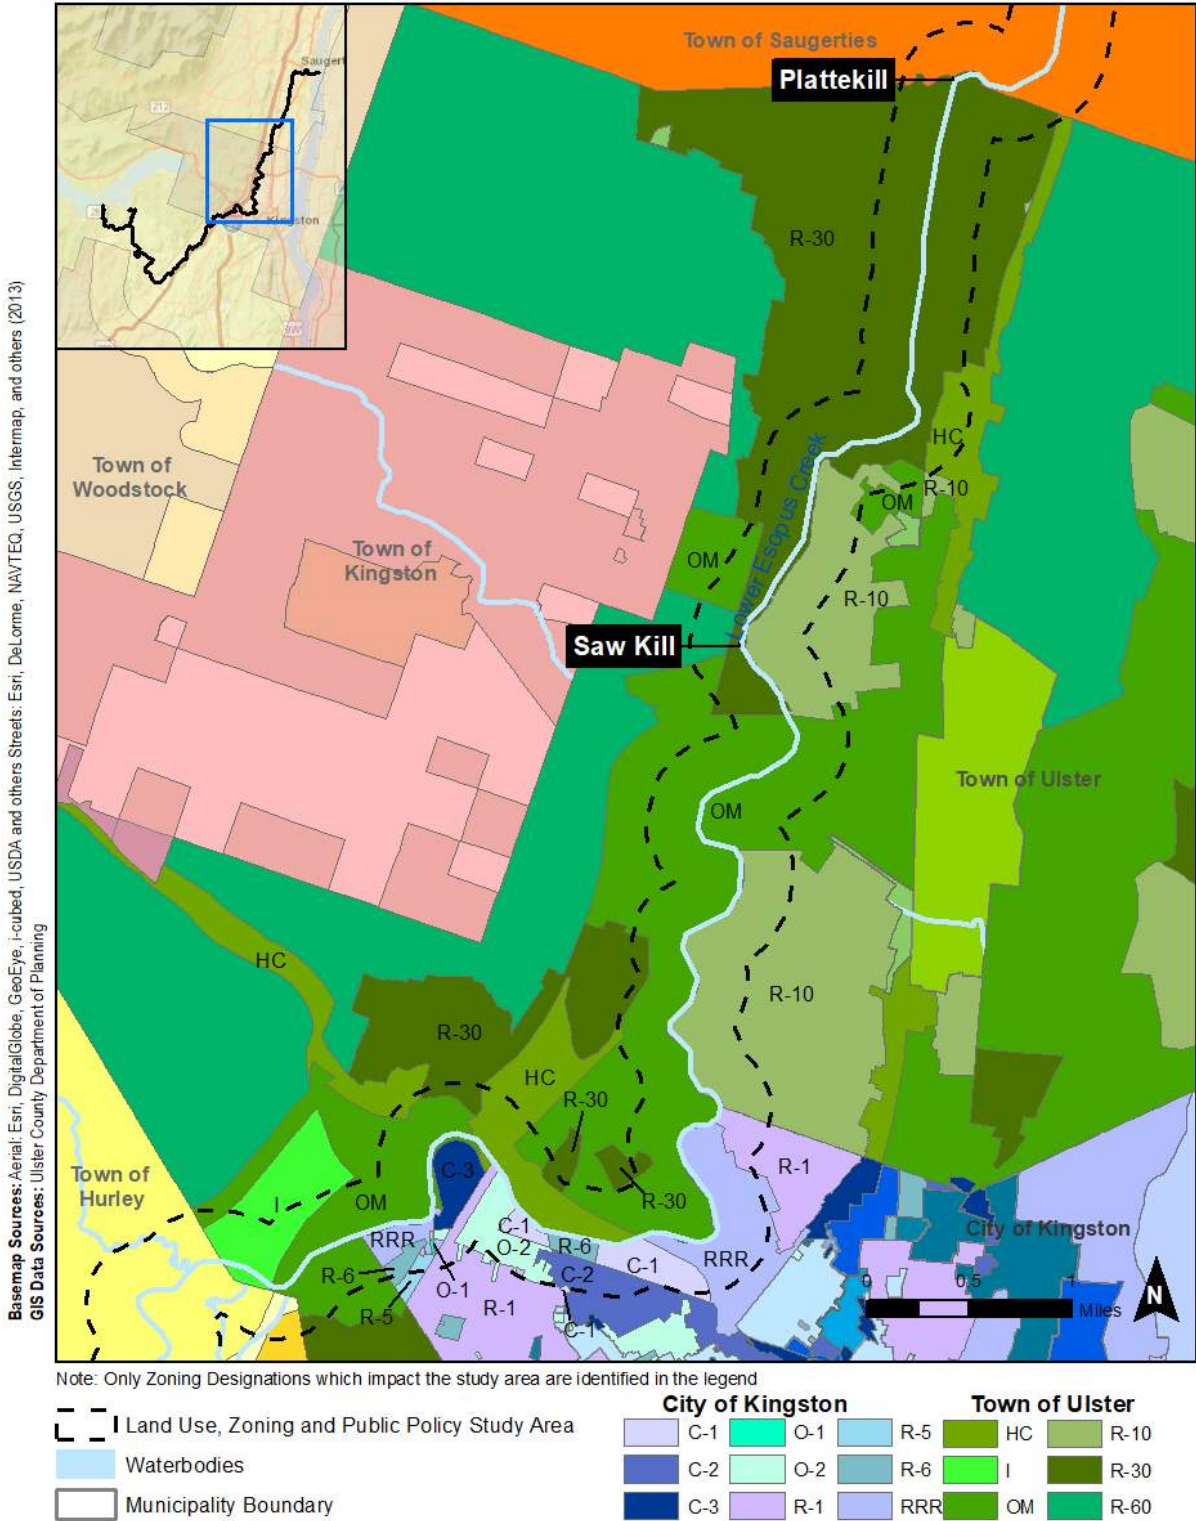 Saugert
212
Kingston
9W
Town of Saugerties
Plattekill
R-30
Town of
Woodstock
Town of
Kingston
HC
R-10
OM
Lower Esopus Creek
OM
R-10
Saw Kill
Town of Ulster
OM
HC
R-10
R-30
HC
R-30
Town of
Hurley
C-3
R-1
I
OM
R-30
C-1
City of Kingston
RRR
O-2
R-6
C-1
RRR
R-6
O-1
C-2
R-5
R-1
C-1
0
0.5
1
Miles
N
Basemap Sources: Aerial: Esri, DigitalGlobe, GeoEye, i-cubed, USDA and others Streets: Esri, DeLorme, NAVTEQ, USGS, Intermap, and others (2013)
GIS Data Sources: Ulster County Department of Planning
Note: Only Zoning Designations which impact the study area are identified in the legend
Land Use, Zoning and Public Policy Study Area
Waterbodies
Municipality Boundary
City of Kingston
C-1
O-1
R-5
C-2
O-2
R-6
C-3
R-1
RRR
Town of Ulster
HC
R-10
I
R-30
OM
R-60